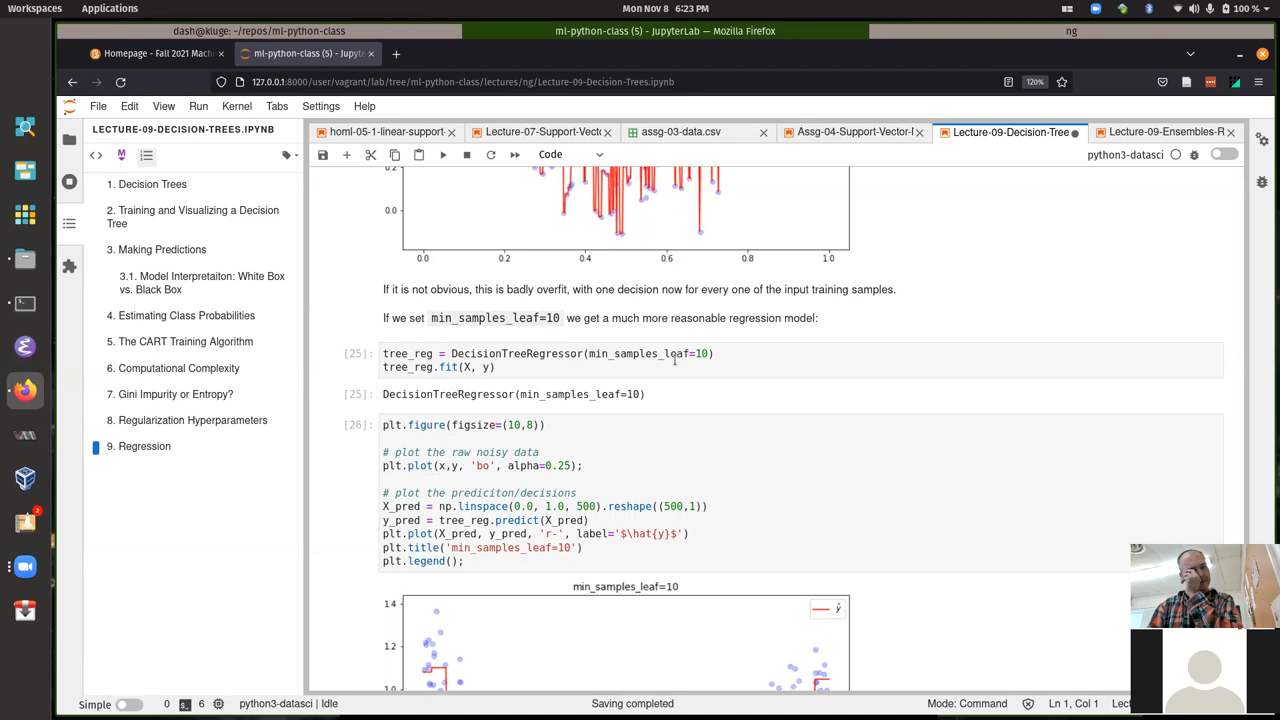 Workspaces Applications Mon Nov 8 6:23 PM 100 %
dash@kluge: ~/repos/ml-python-class ml-python-class (5) - JupyterLab — Mozilla Firefox ng
Homepage - Fall 2021 Mac ml-python-class (5) - Jupyte
127.0.0.1:8000/user/vagrant/lab/tree/ml-python-class/lectures/ng/Lecture-09-Decision-Trees.ipynb 120%
File Edit View Run Kernel Tabs Settings Help
LECTURE-09-DECISION-TREES.IPYNB
homl-05-1-linear-support- Lecture-07-Support-Vecto assg-03-data.csv Assg-04-Support-Vector-I Lecture-09-Decision-Tree Lecture-09-Ensembles-R
Code python3-datasci
1. Decision Trees
2. Training and Visualizing a Decision
Tree
3. Making Predictions
3.1. Model Interpretaiton: White Box
vs. Black Box
4. Estimating Class Probabilities
5. The CART Training Algorithm
6. Computational Complexity
7. Gini Impurity or Entropy?
8. Regularization Hyperparameters
9. Regression
0.2
0.0
0.0 0.2 0.4 0.6 0.8 1.0
If it is not obvious, this is badly overfit, with one decision now for every one of the input training samples.
If we set min_samples_leaf=10 we get a much more reasonable regression model:
[25]: tree_reg = DecisionTreeRegressor(min_samples_leaf=10)
tree_reg.fit(X, y)
[25]: DecisionTreeRegressor(min_samples_leaf=10)
[26]: plt.figure(figsize=(10,8))
# plot the raw noisy data
plt.plot(x,y, 'bo', alpha=0.25);
# plot the prediciton/decisions
X_pred = np.linspace(0.0, 1.0, 500).reshape((500,1))
y_pred = tree_reg.predict(X_pred)
plt.plot(X_pred, y_pred, 'r-', label='$\hat{y}$')
plt.title('min_samples_leaf=10')
plt.legend();
min_samples_leaf=10
1.4
ŷ
1.2
1.0
Simple 0 6 python3-datasci | Idle Saving completed Mode: Command Ln 1, Col 1 Lect
2